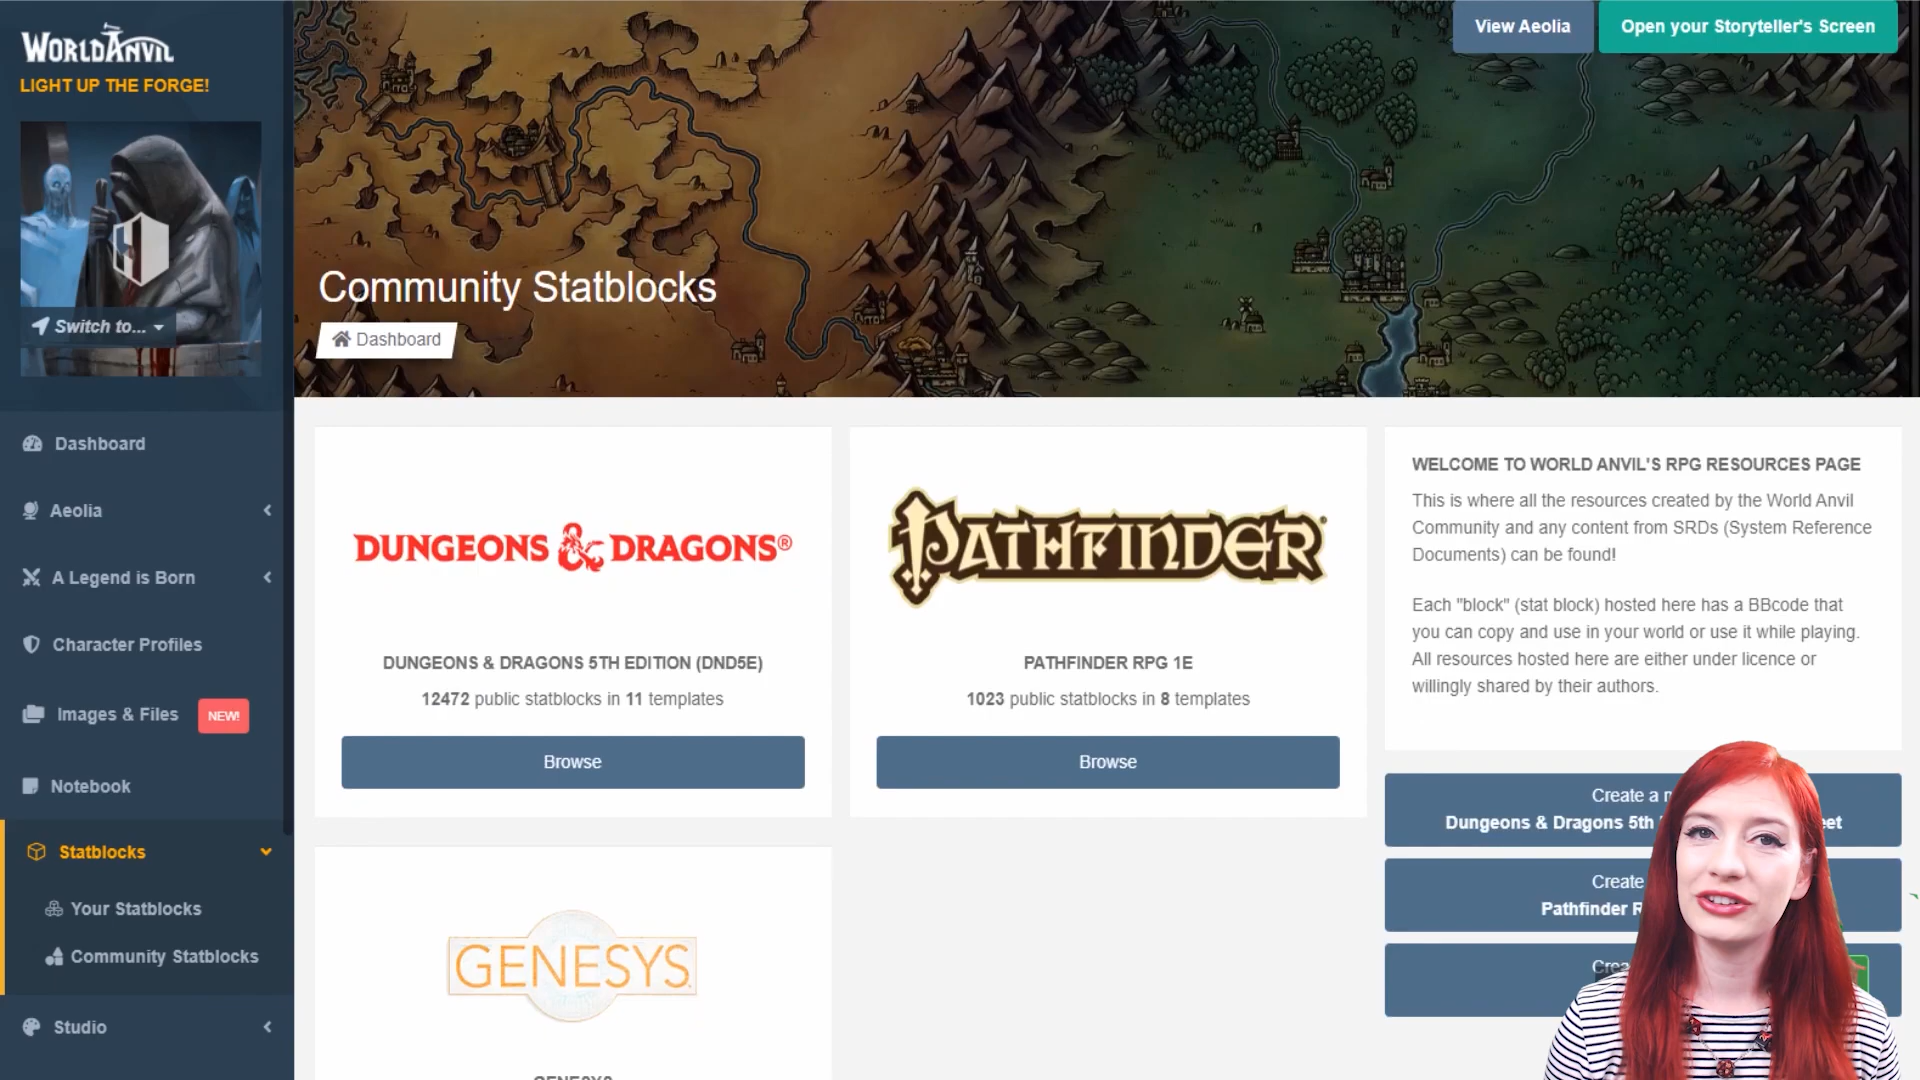 WORLDANVIL
LIGHT UP THE FORGE!
Switch to...
Dashboard
Aeolia
A Legend is Born
Character Profiles
Images & Files
NEW!
Notebook
Statblocks
Your Statblocks
Community Statblocks
Studio
View Aeolia
Open your Storyteller's Screen
Community Statblocks
Dashboard
DUNGEONS & DRAGONS®
DUNGEONS & DRAGONS 5TH EDITION (DND5E)
12472 public statblocks in 11 templates
Browse
PATHFINDER®
PATHFINDER RPG 1E
1023 public statblocks in 8 templates
Browse
GENESYS
GENESYS
WELCOME TO WORLD ANVIL'S RPG RESOURCES PAGE
This is where all the resources created by the World Anvil
Community and any content from SRDs (System Reference
Documents) can be found!
Each "block" (stat block) hosted here has a BBcode that
you can copy and use in your world or use it while playing.
All resources hosted here are either under licence or
willingly shared by their authors.
Create a
Dungeons & Dragons 5th
Create
Pathfinder